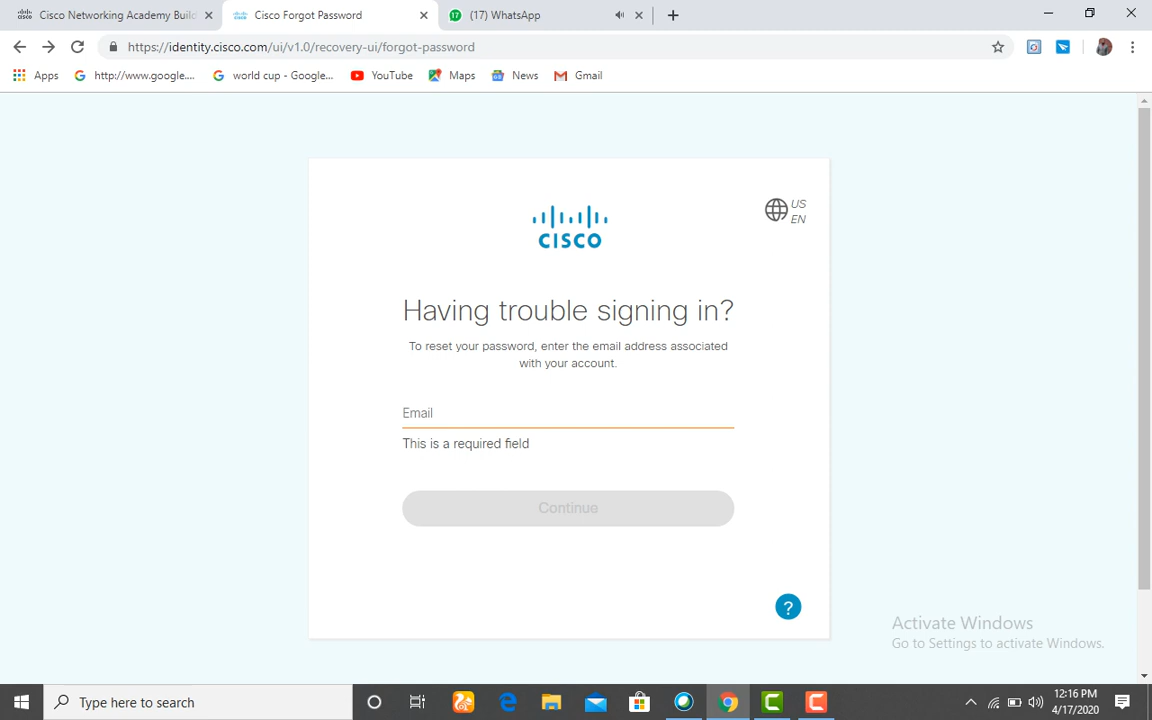 Cisco Networking Academy Build
Cisco Forgot Password
(17) WhatsApp
https://identity.cisco.com/ui/v1.0/recovery-ui/forgot-password
Apps
http://www.google....
world cup - Google...
YouTube
Maps
News
Gmail
US
EN
CISCO
Having trouble signing in?
To reset your password, enter the email address associated
with your account.
Email
This is a required field
Continue
?
Activate Windows
Go to Settings to activate Windows.
Type here to search
12:16 PM
4/17/2020